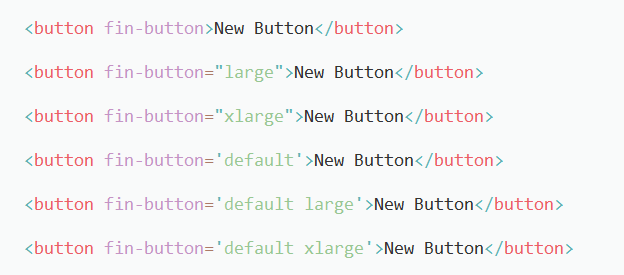 <button fin-button>New Button</button>
<button fin-button="large">New Button</button>
<button fin-button="xlarge">New Button</button>
<button fin-button='default'>New Button</button>
<button fin-button='default large'>New Button</button>
<button fin-button='default xlarge'>New Button</button>